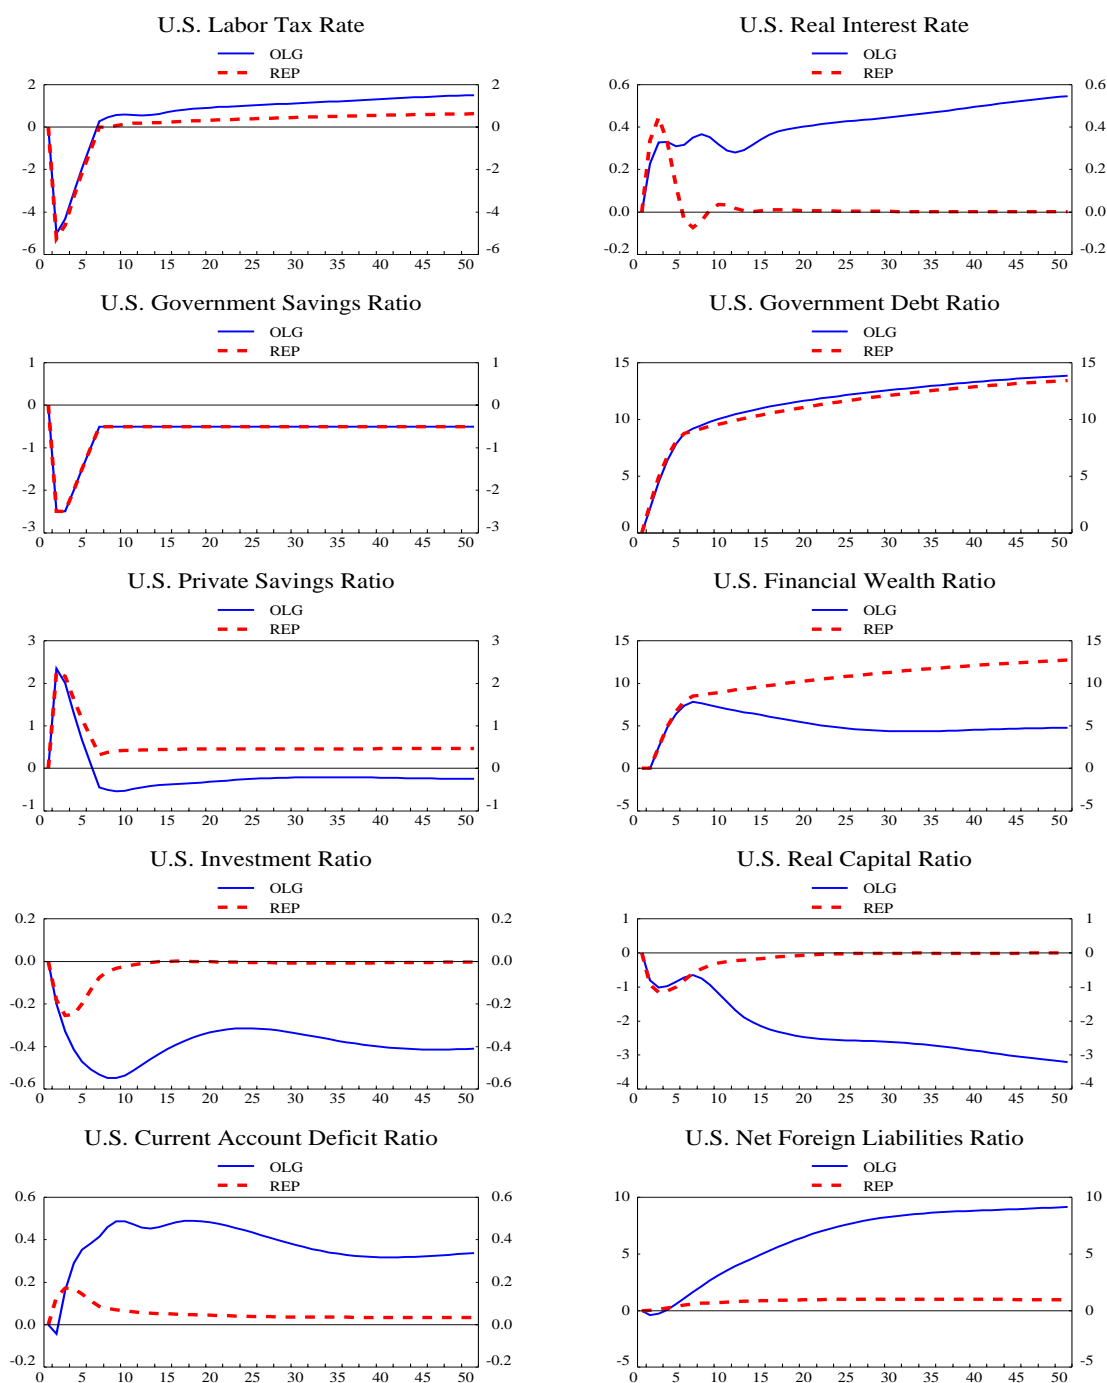 U.S. Labor Tax Rate
OLG
REP
2 2
0 0
-2 -2
-4 -4
-6 -6
0 5 10 15 20 25 30 35 40 45 50
U.S. Real Interest Rate
OLG
REP
0.6 0.6
0.4 0.4
0.2 0.2
0.0 0.0
-0.2 -0.2
0 5 10 15 20 25 30 35 40 45 50
U.S. Government Savings Ratio
OLG
REP
1 1
0 0
-1 -1
-2 -2
-3 -3
0 5 10 15 20 25 30 35 40 45 50
U.S. Government Debt Ratio
OLG
REP
15 15
10 10
5 5
0 0
0 5 10 15 20 25 30 35 40 45 50
U.S. Private Savings Ratio
OLG
REP
3 3
2 2
1 1
0 0
-1 -1
0 5 10 15 20 25 30 35 40 45 50
U.S. Financial Wealth Ratio
OLG
REP
15 15
10 10
5 5
0 0
-5 -5
0 5 10 15 20 25 30 35 40 45 50
U.S. Investment Ratio
OLG
REP
0.2 0.2
0.0 0.0
-0.2 -0.2
-0.4 -0.4
-0.6 -0.6
0 5 10 15 20 25 30 35 40 45 50
U.S. Real Capital Ratio
OLG
REP
1 1
0 0
-1 -1
-2 -2
-3 -3
-4 -4
0 5 10 15 20 25 30 35 40 45 50
U.S. Current Account Deficit Ratio
OLG
REP
0.6 0.6
0.4 0.4
0.2 0.2
0.0 0.0
-0.2 -0.2
0 5 10 15 20 25 30 35 40 45 50
U.S. Net Foreign Liabilities Ratio
OLG
REP
10 10
5 5
0 0
-5 -5
0 5 10 15 20 25 30 35 40 45 50